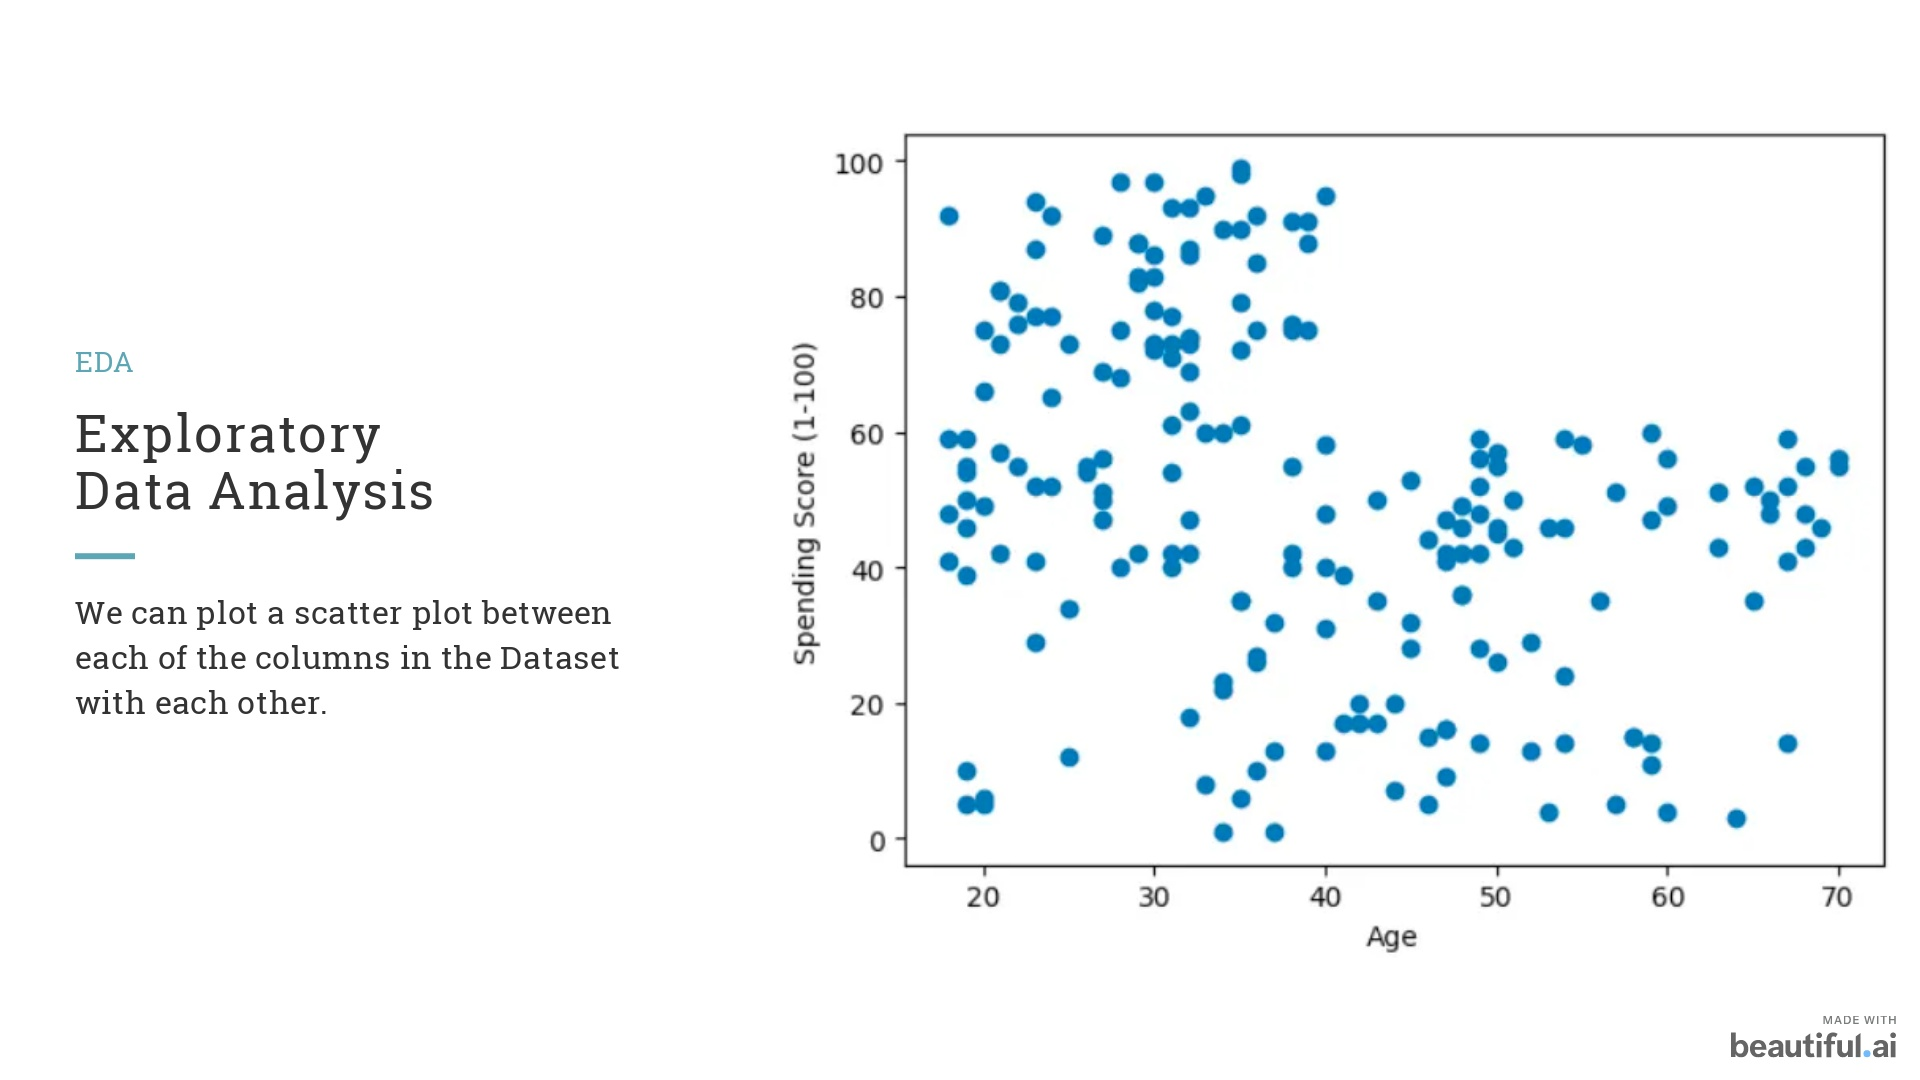 EDA
Exploratory
Data Analysis
We can plot a scatter plot between
each of the columns in the Dataset
with each other.
Spending Score (1-100)
100
80
60
40
20
0
20 30 40 50 60 70
Age
MADE WITH
beautiful.ai